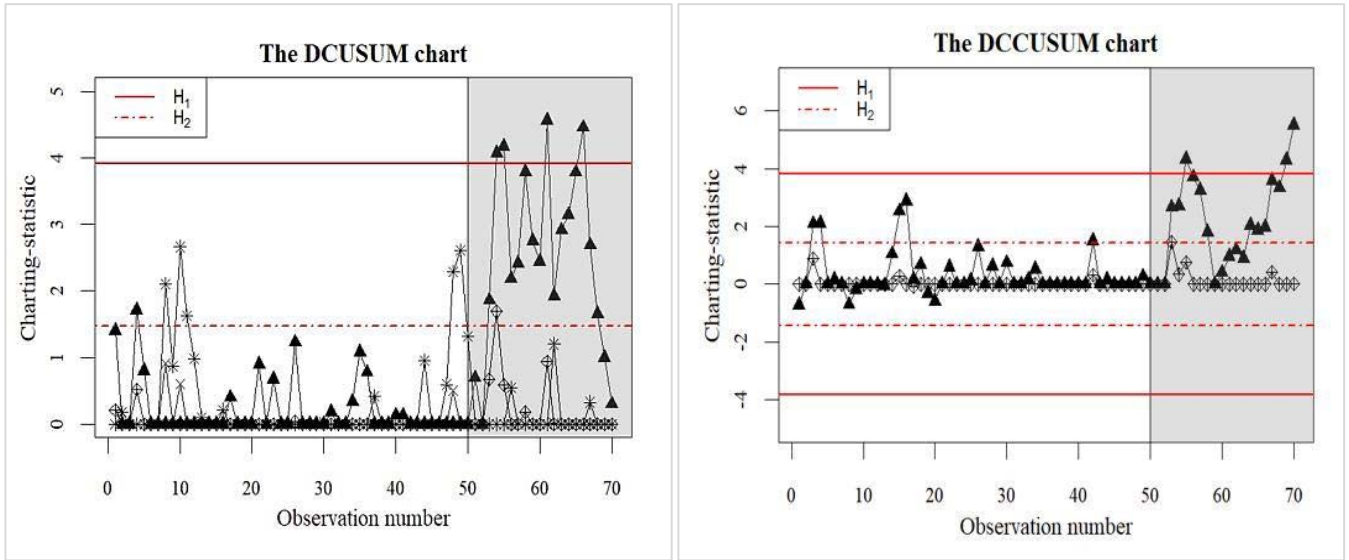 The DCUSUM chart
H1
H2
5
4
3
2
1
0
Charting-statistic
0 10 20 30 40 50 60 70
Observation number
The DCCUSUM chart
H1
H2
6
4
2
0
-2
-4
Charting-statistic
0 10 20 30 40 50 60 70
Observation number